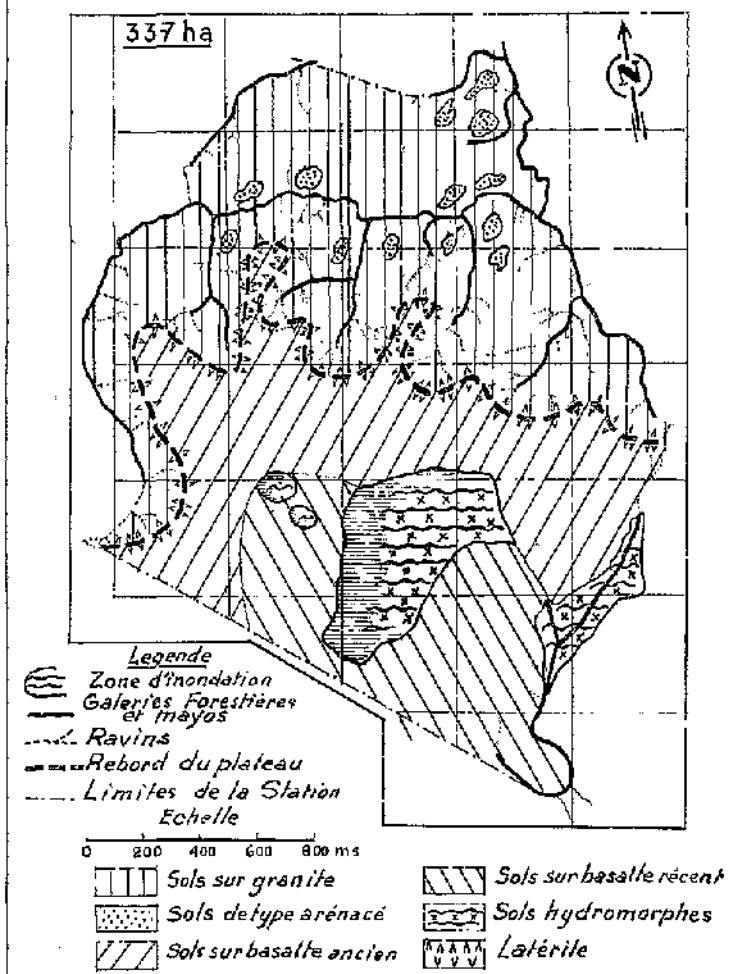 337 ha
N
Legende
Zone d'inondation
Galeries Forestières
et mayos
Ravins
Rebord du plateau
Limites de la Station
Echelle
0 200 400 600 800 ms
Sols sur granite
Sols de type arénacé
Sols sur basalte ancien
Sols sur basalte récent
Sols hydromorphes
Latérite